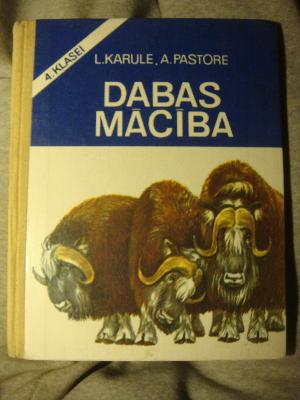 4. KLASEI
L. KARULE, A. PASTORE
DABAS
MĀCĪBA